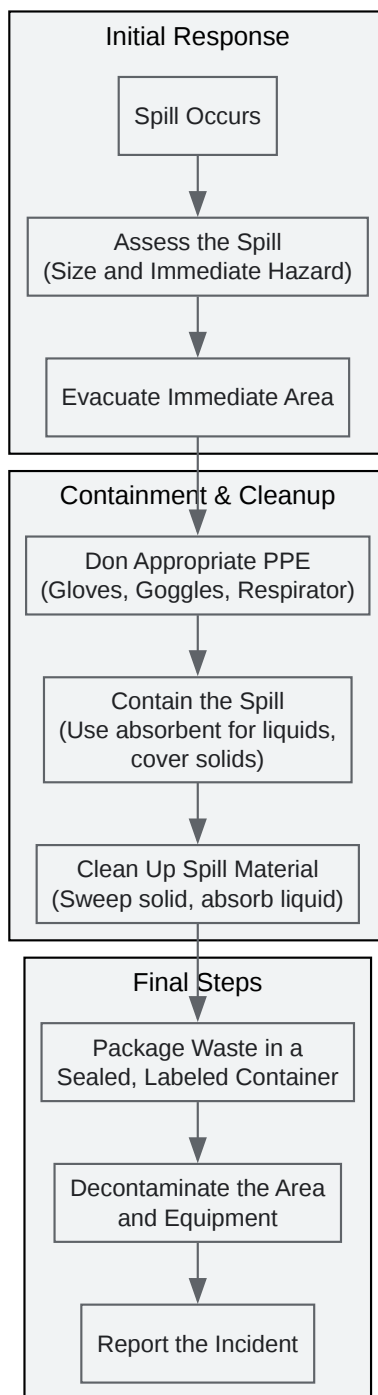 Initial Response
Spill Occurs
Assess the Spill
(Size and Immediate Hazard)
Evacuate Immediate Area
Containment & Cleanup
Don Appropriate PPE
(Gloves, Goggles, Respirator)
Contain the Spill
(Use absorbent for liquids,
cover solids)
Clean Up Spill Material
(Sweep solid, absorb liquid)
Final Steps
Package Waste in a
Sealed, Labeled Container
Decontaminate the Area
and Equipment
Report the Incident